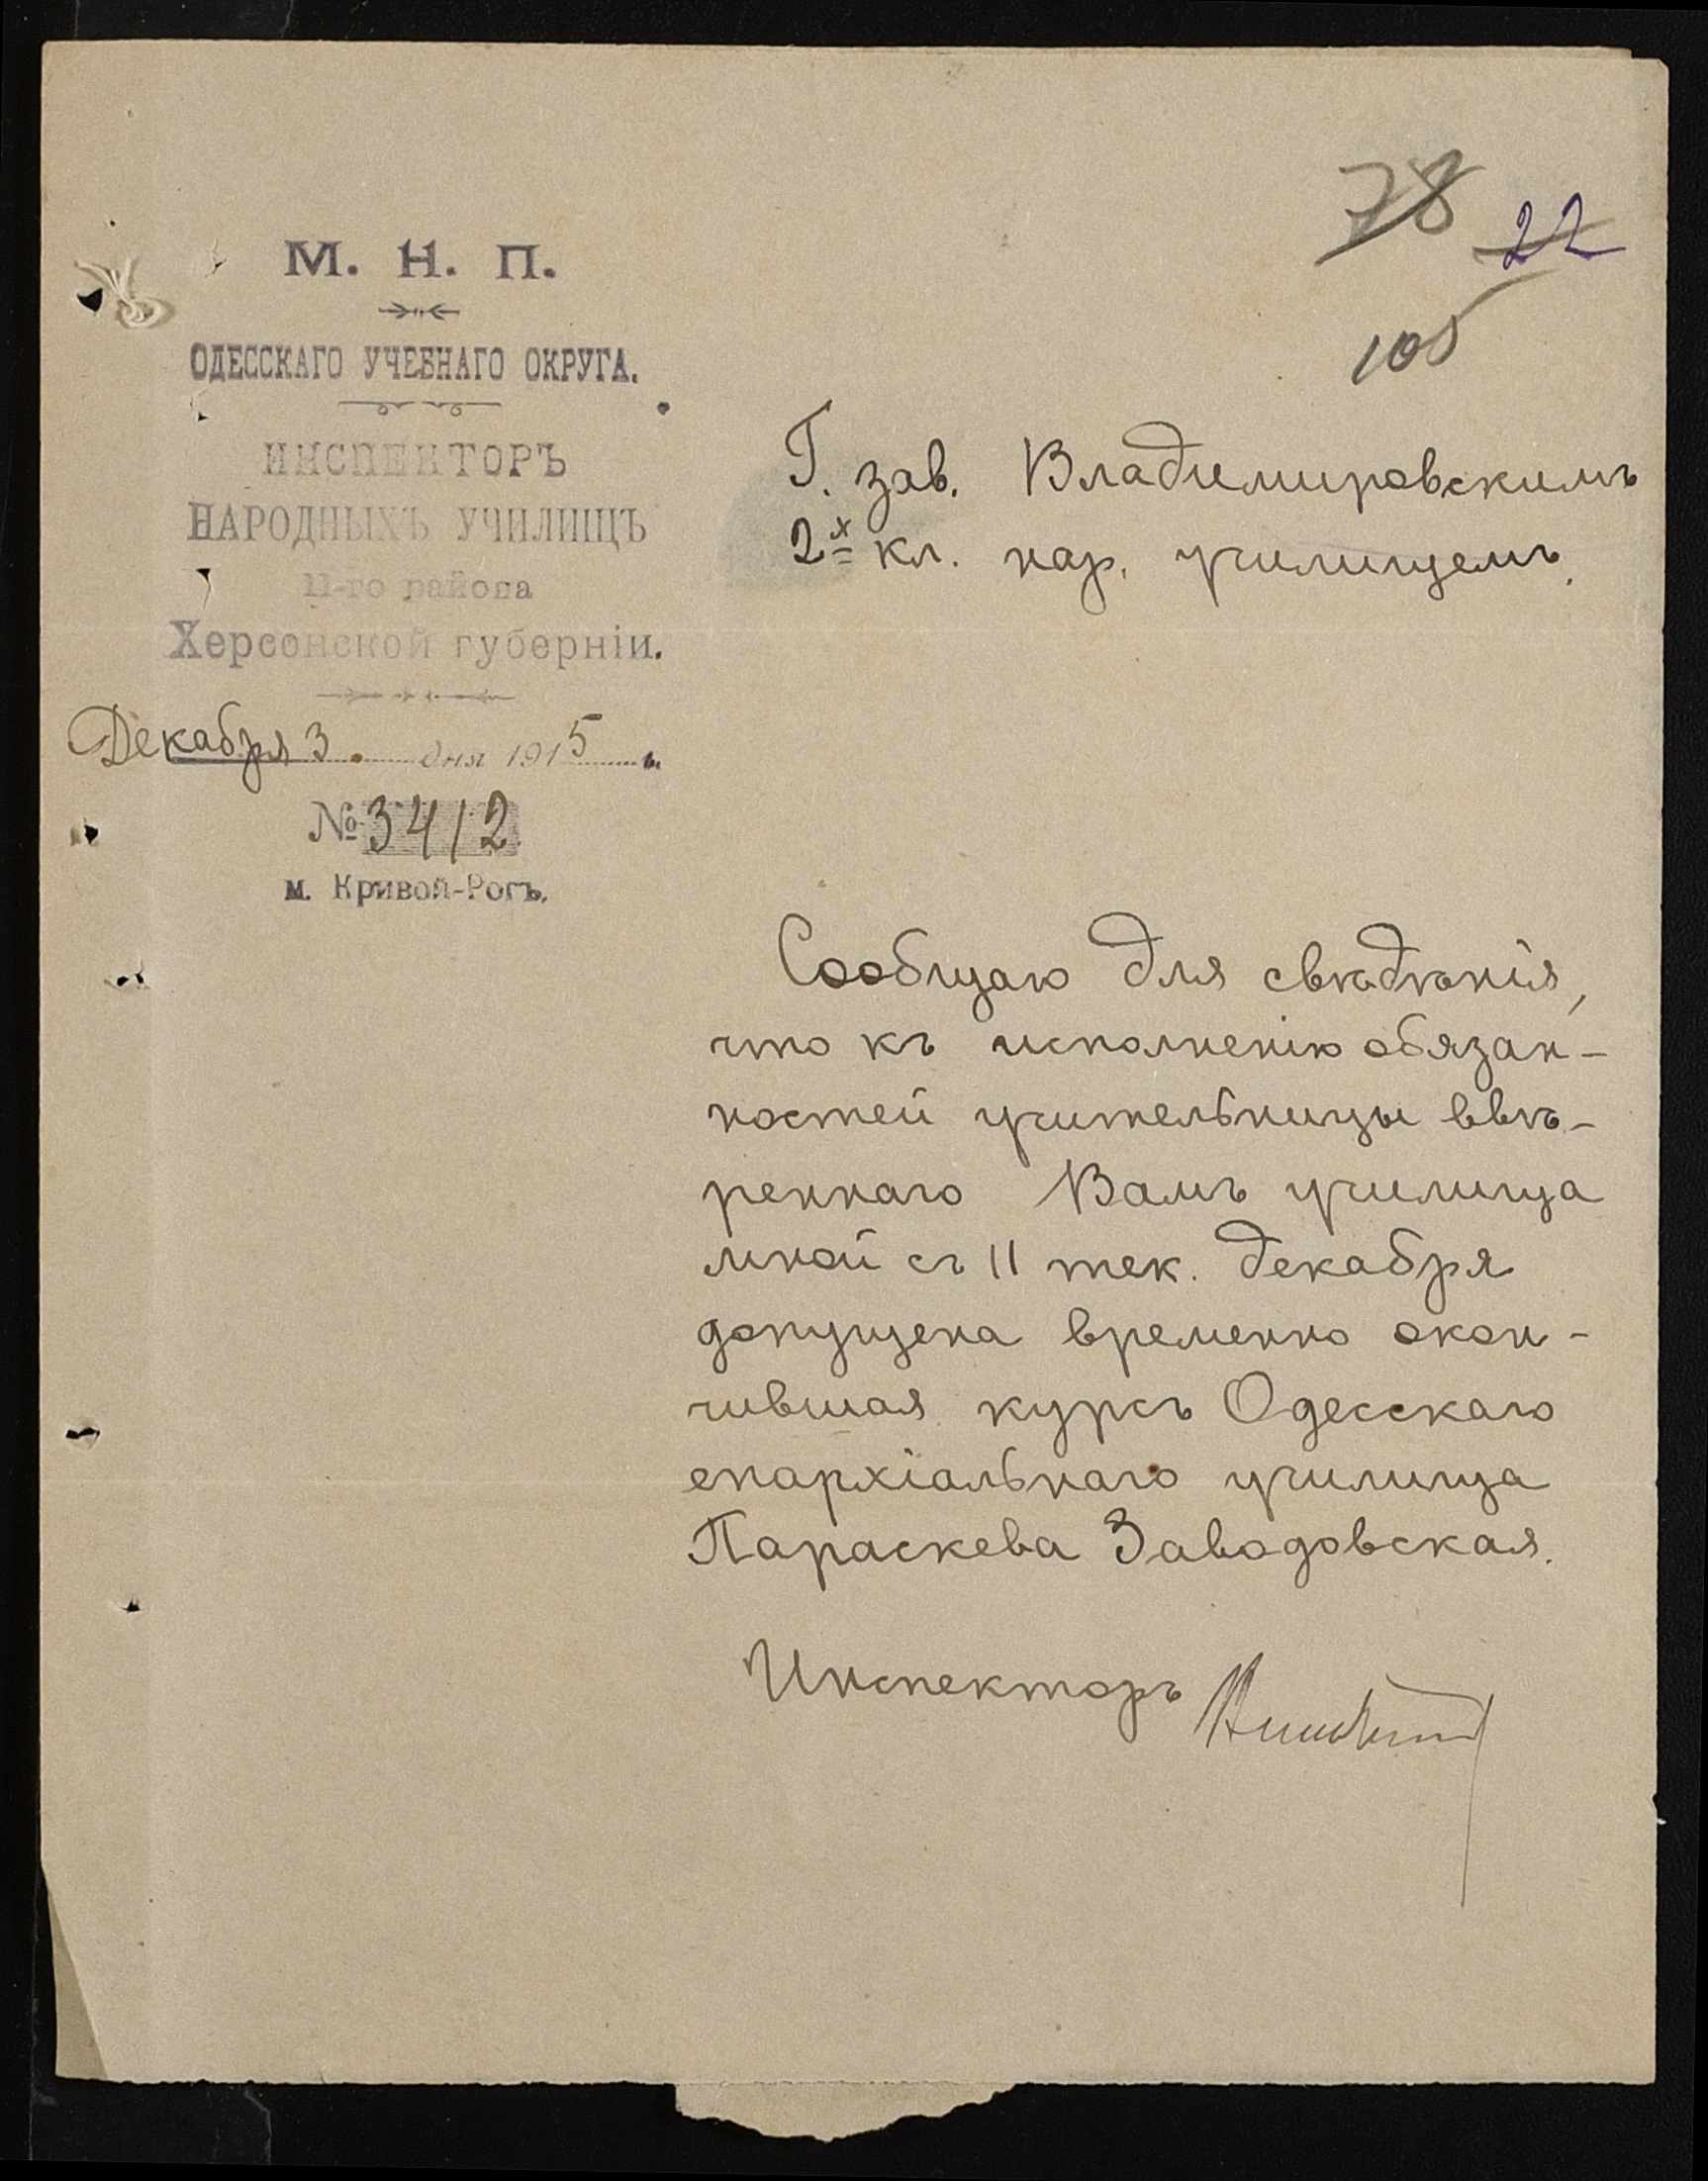 78
22
105
М. Н. П.
ОДЕССКАГО УЧЕБНАГО ОКРУГА.
ИНСПЕКТОРЪ
НАРОДНЫХЪ УЧИЛИЩЪ
11-го района
Херсонской губерніи.
Декабря 3 дня 1915 г.
№ 3412
м. Кривой-Рогъ.
Г. зав. Владимировскимъ
2х кл. нар. училищемъ.
Сообщаю для свѣдѣнія,
что къ исполненію обязан-
ностей учительницы ввѣ-
реннаго Вамъ училища
мной съ 11 тек. декабря
допущена временно окон-
чившая курсъ Одесскаго
епархіальнаго училища
Параскева Заводовская.
Инспекторъ